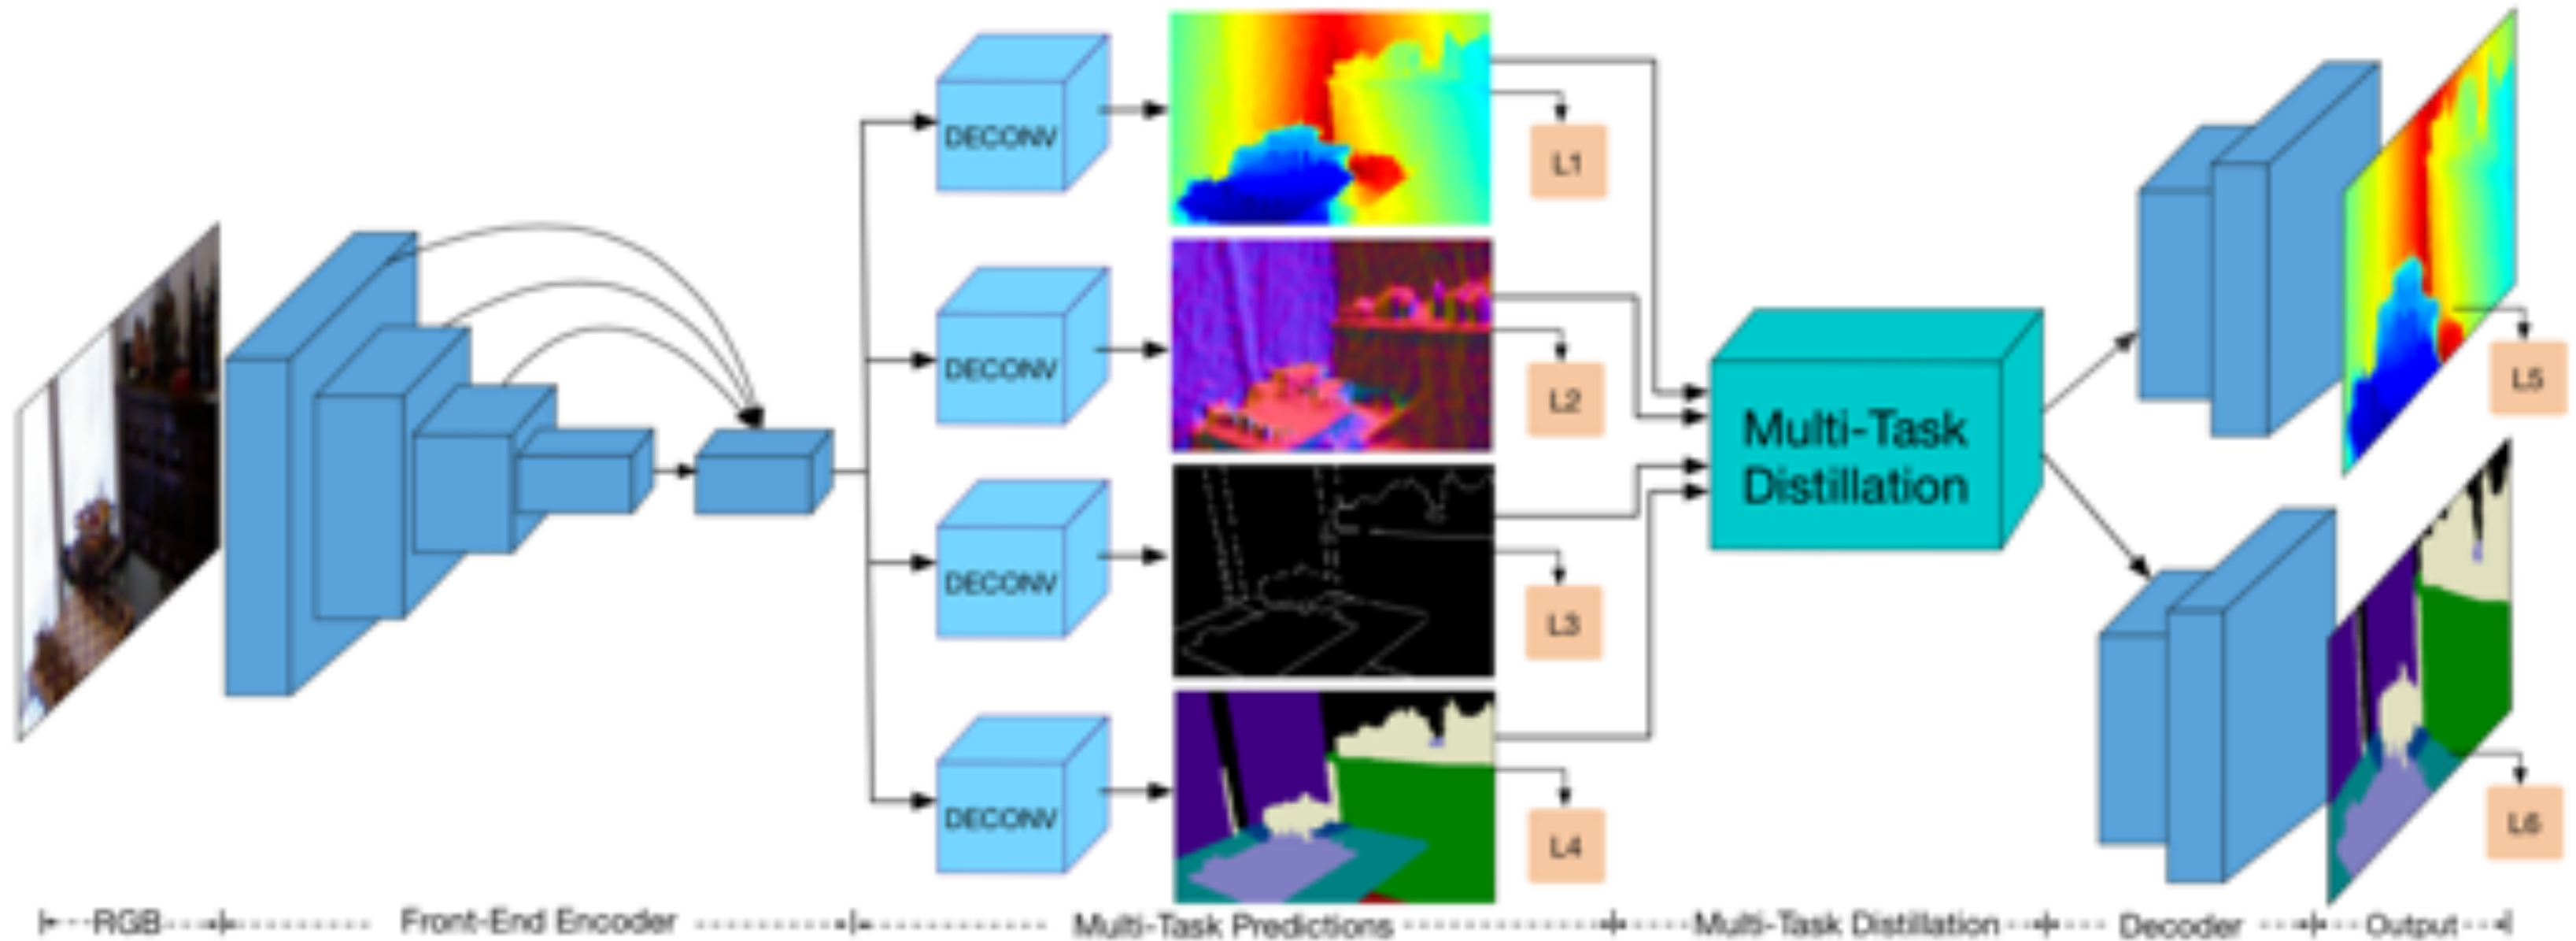 DECONV
L1
DECONV
L2
DECONV
L3
DECONV
L4
Multi-Task
Distillation
L5
L6
RGB
Front-End Encoder
Multi-Task Predictions
Multi-Task Distillation
Decoder
Output